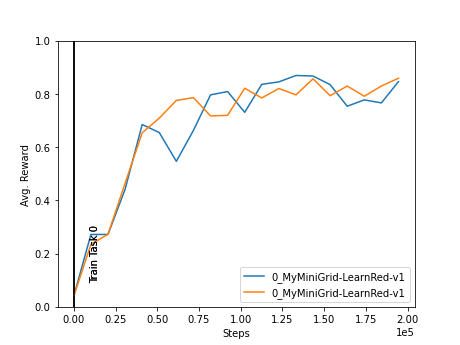 1.0
0.8
0.6
0.4
0.2
0.0
Avg. Reward
Train Task 0
0_MyMiniGrid-LearnRed-v1
0_MyMiniGrid-LearnRed-v1
0.00 0.25 0.50 0.75 1.00 1.25 1.50 1.75 2.00
1e5
Steps